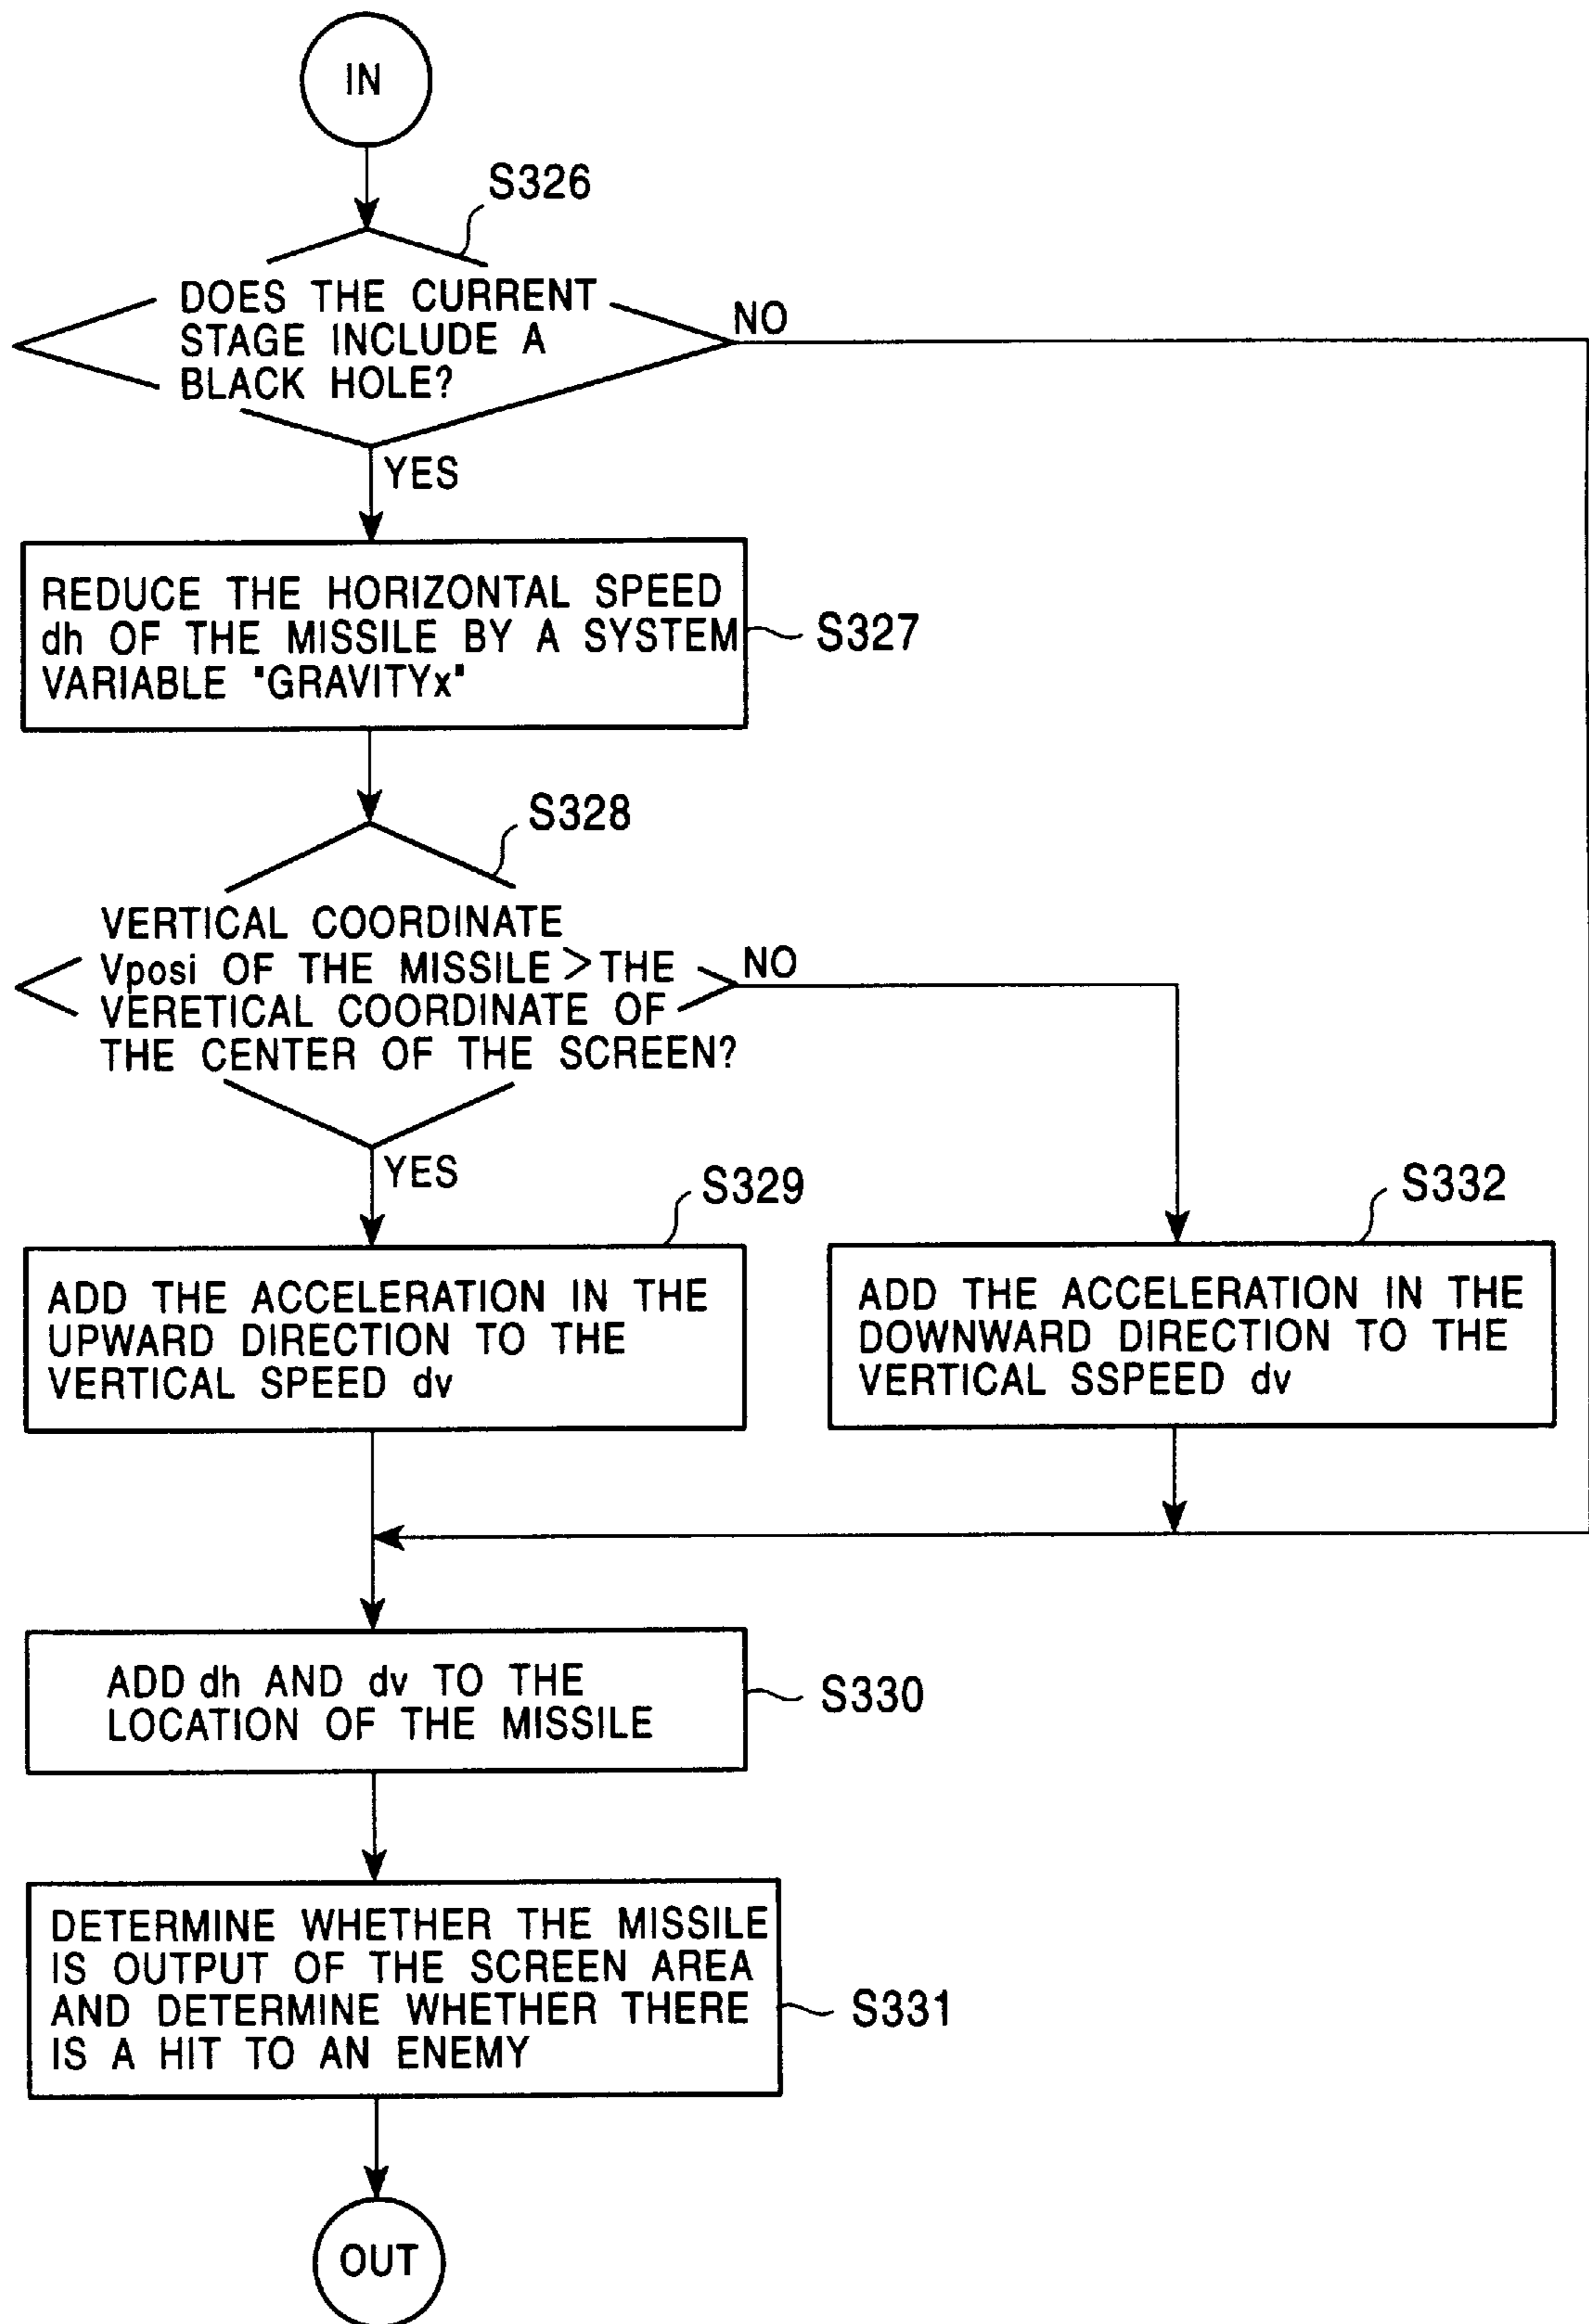 IN
S326
DOES THE CURRENT
STAGE INCLUDE A
BLACK HOLE?
NO
YES
REDUCE THE HORIZONTAL SPEED
dh OF THE MISSILE BY A SYSTEM
VARIABLE "GRAVITYx"
S327
S328
VERTICAL COORDINATE
Vposi OF THE MISSILE > THE
VERETICAL COORDINATE OF
THE CENTER OF THE SCREEN?
NO
YES
S329
ADD THE ACCELERATION IN THE
UPWARD DIRECTION TO THE
VERTICAL SPEED dv
S332
ADD THE ACCELERATION IN THE
DOWNWARD DIRECTION TO THE
VERTICAL SSPEED dv
ADD dh AND dv TO THE
LOCATION OF THE MISSILE
S330
DETERMINE WHETHER THE MISSILE
IS OUTPUT OF THE SCREEN AREA
AND DETERMINE WHETHER THERE
IS A HIT TO AN ENEMY
S331
OUT